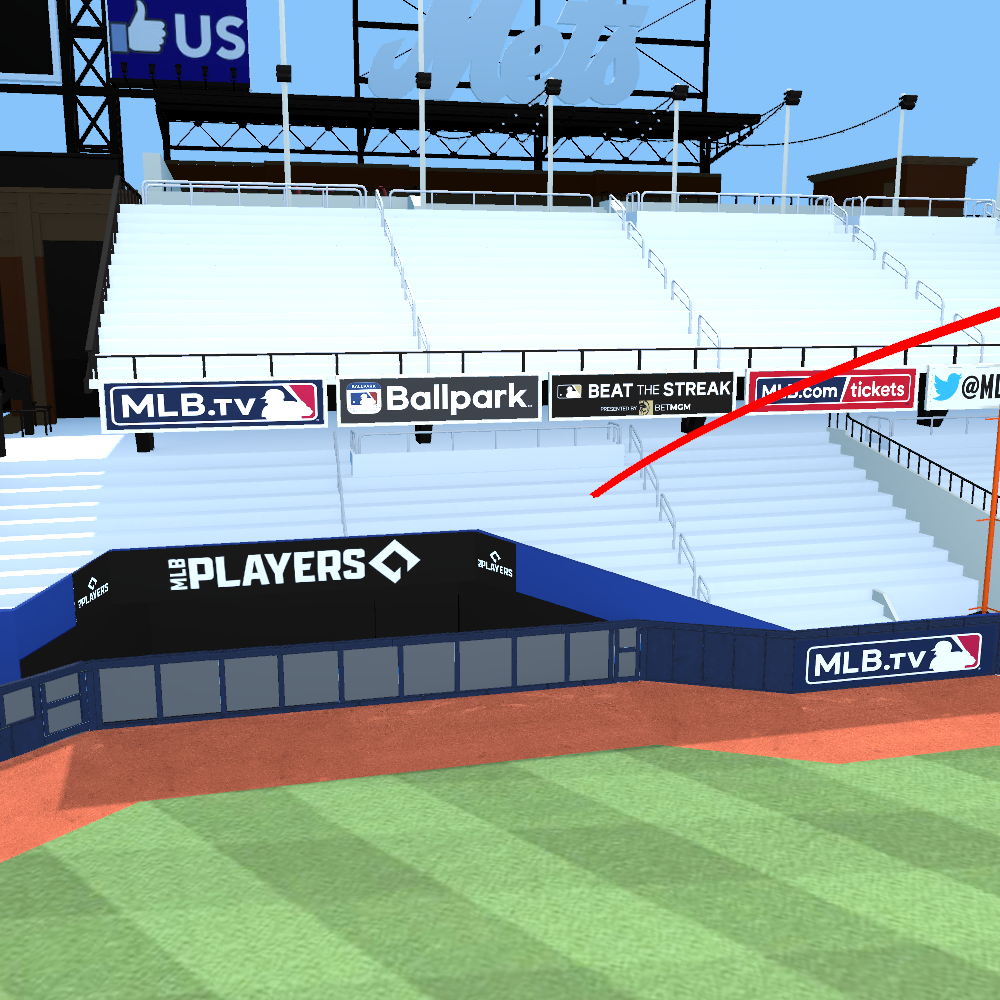 US
Mets
MLB.TV
BALLPARK
Ballpark
BEAT THE STREAK
PRESENTED BY BETMGM
MLB.com/tickets
@ML
MLB PLAYERS
PLAYERS
PLAYERS
MLB.TV